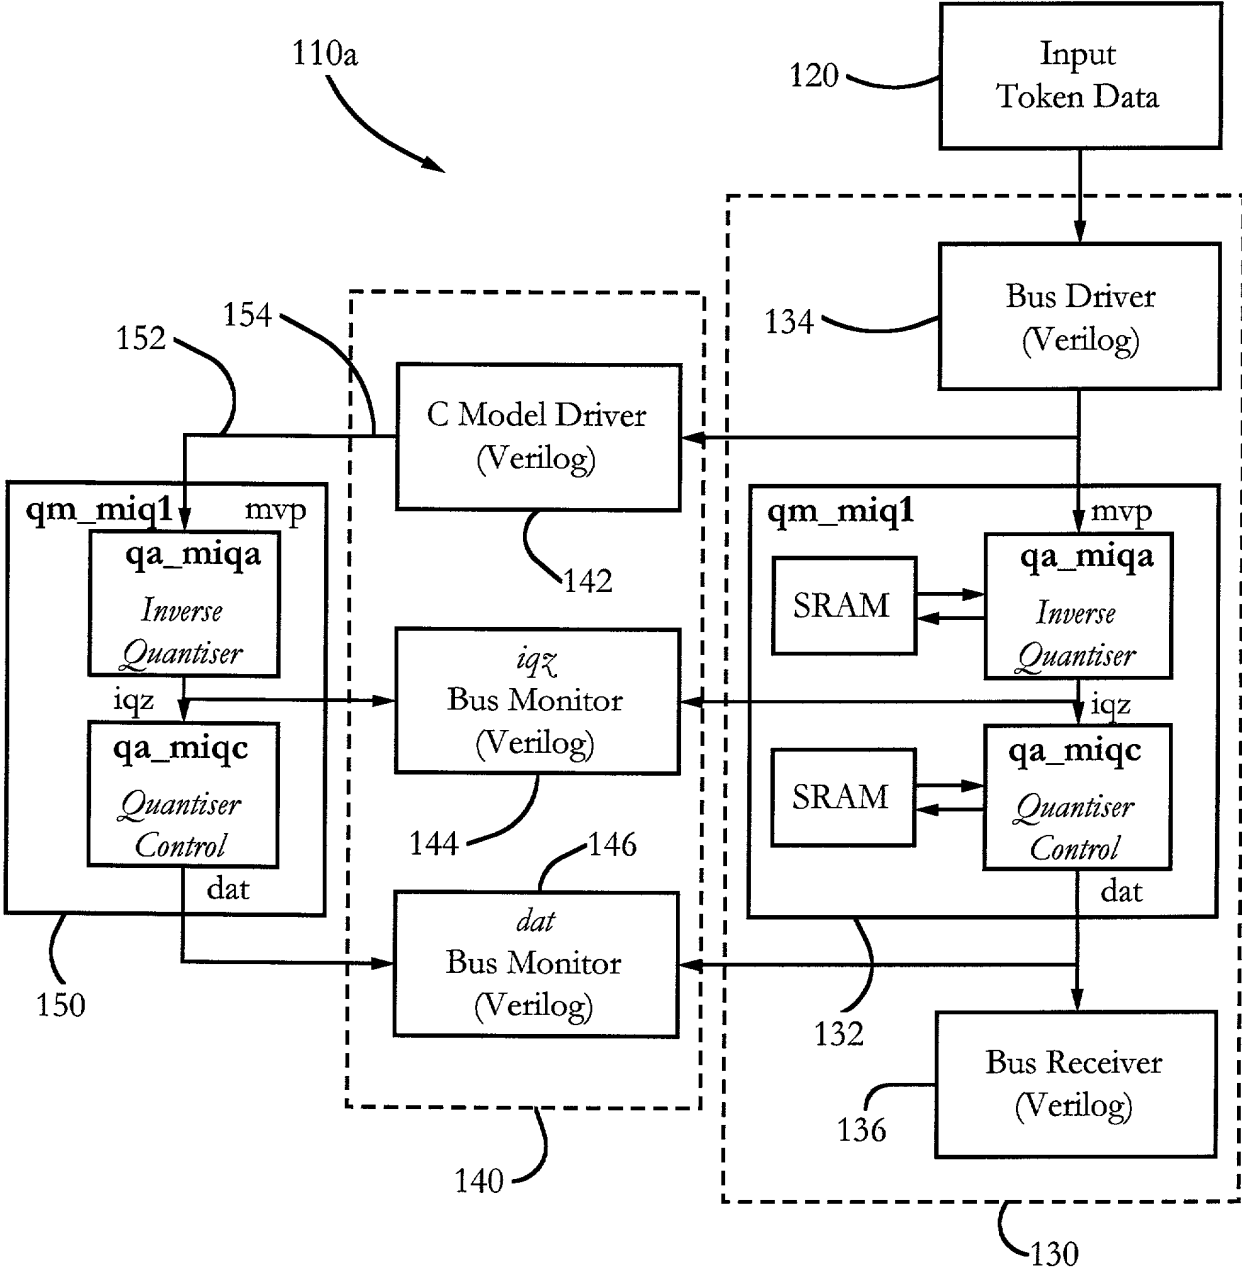 110a
120
Input
Token Data
134
Bus Driver
(Verilog)
152
154
C Model Driver
(Verilog)
142
qm_miq1
mvp
qa_miqa
Inverse
Quantiser
iqz
qa_miqc
Quantiser
Control
dat
150
iqz
Bus Monitor
(Verilog)
144
146
dat
Bus Monitor
(Verilog)
140
qm_miq1
mvp
SRAM
qa_miqa
Inverse
Quantiser
iqz
SRAM
qa_miqc
Quantiser
Control
dat
132
136
Bus Receiver
(Verilog)
130